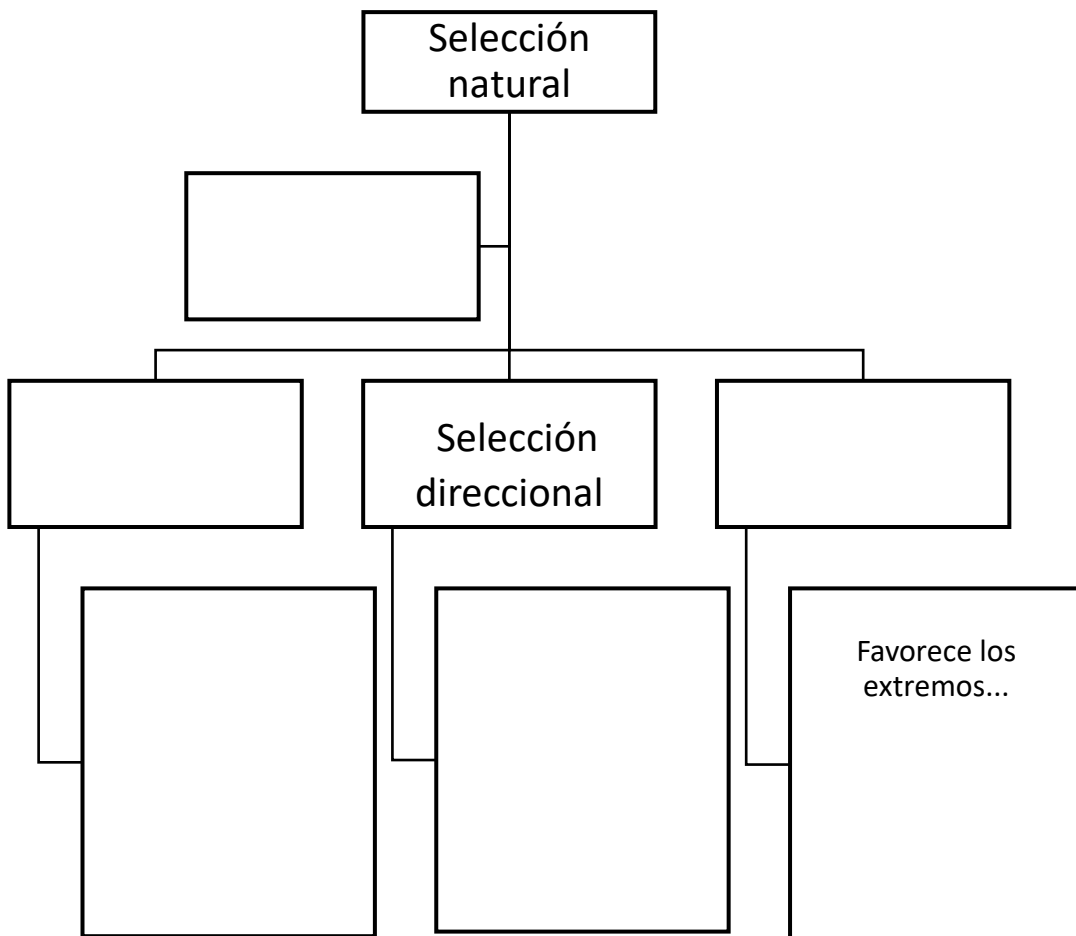 Selección
natural
Selección
direccional
Favorece los
extremos...